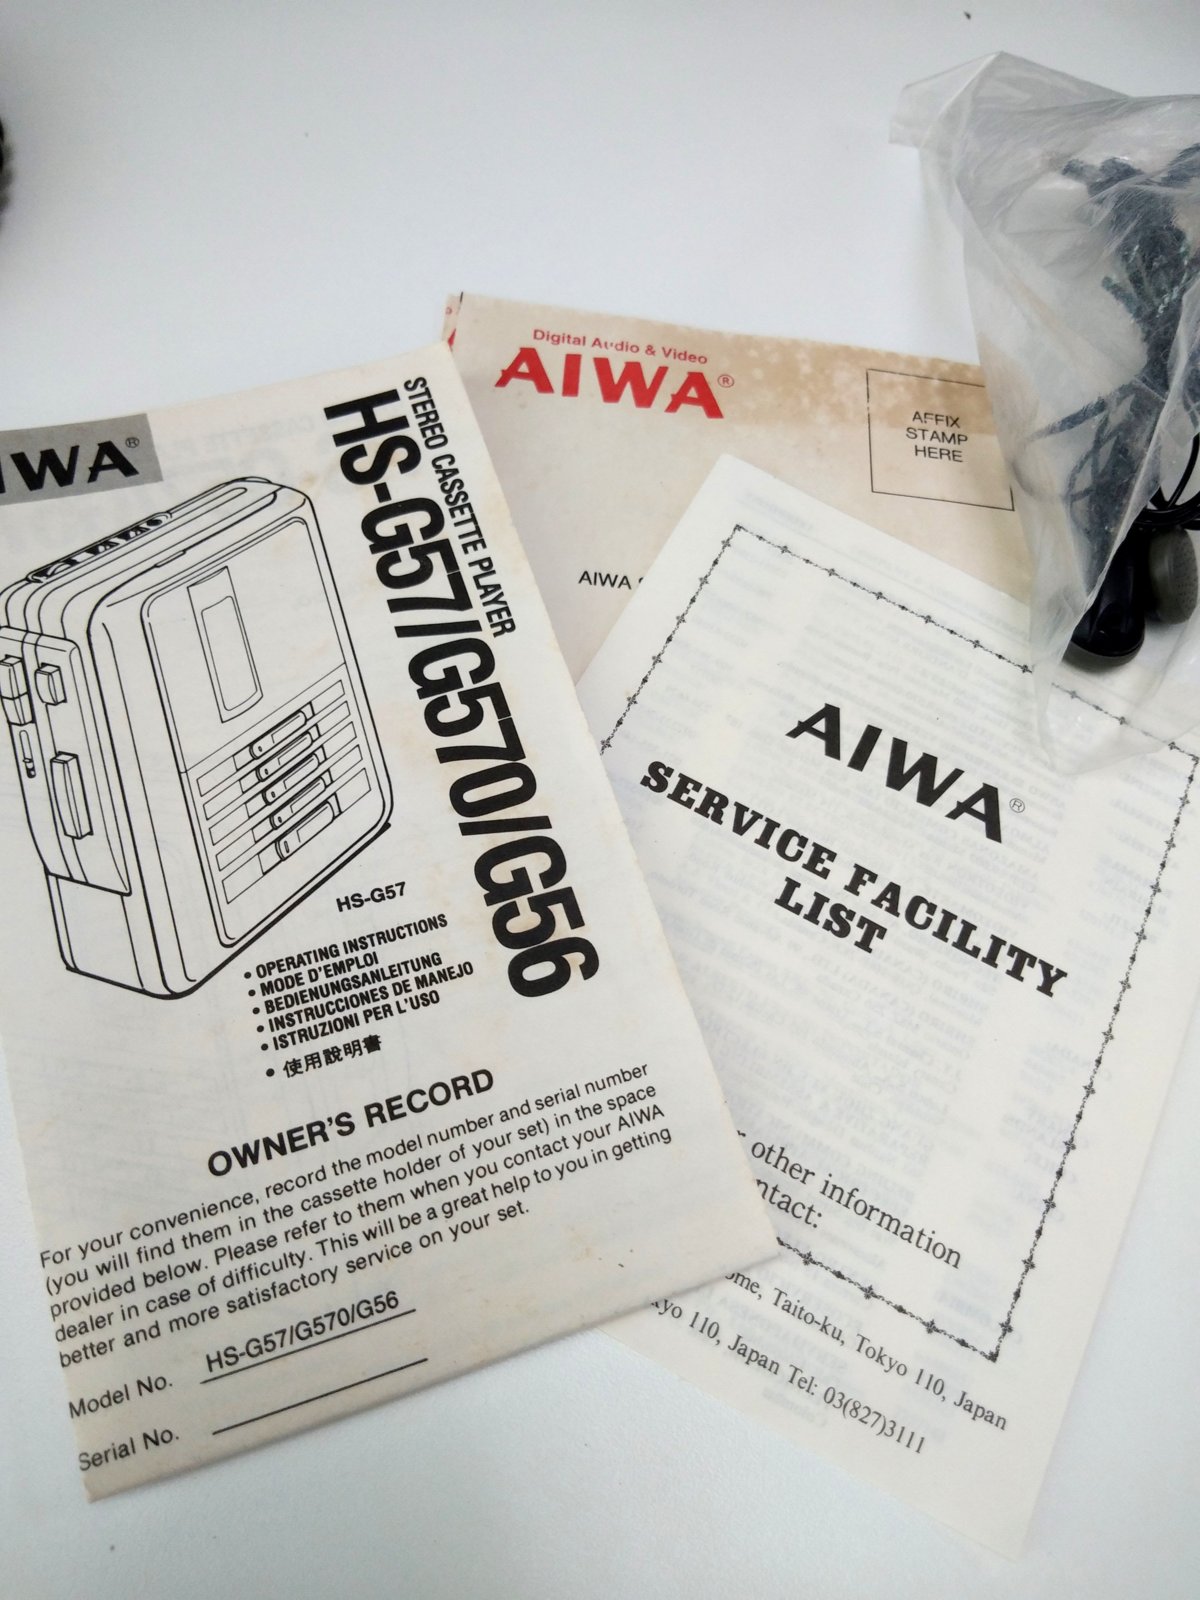 IWA®
STEREO CASSETTE PLAYER
HS-G57/G570/G56
HS-G57
• OPERATING INSTRUCTIONS
• MODE D'EMPLOI
• BEDIENUNGSANLEITUNG
• INSTRUCCIONES DE MANEJO
• ISTRUZIONI PER L'USO
• 使用說明書
OWNER'S RECORD
For your convenience, record the model number and serial number
(you will find them in the cassette holder of your set) in the space
provided below. Please refer to them when you contact your AIWA
dealer in case of difficulty. This will be a great help to you in getting
better and more satisfactory service on your set.
Model No. HS-G57/G570/G56
Serial No.
Digital Audio & Video
AIWA®
AFFIX
STAMP
HERE
AIWA
AIWA®
SERVICE FACILITY
LIST
other information
ntact:
ome, Taito-ku, Tokyo 110, Japan
kyo 110, Japan Tel: 03(827)3111